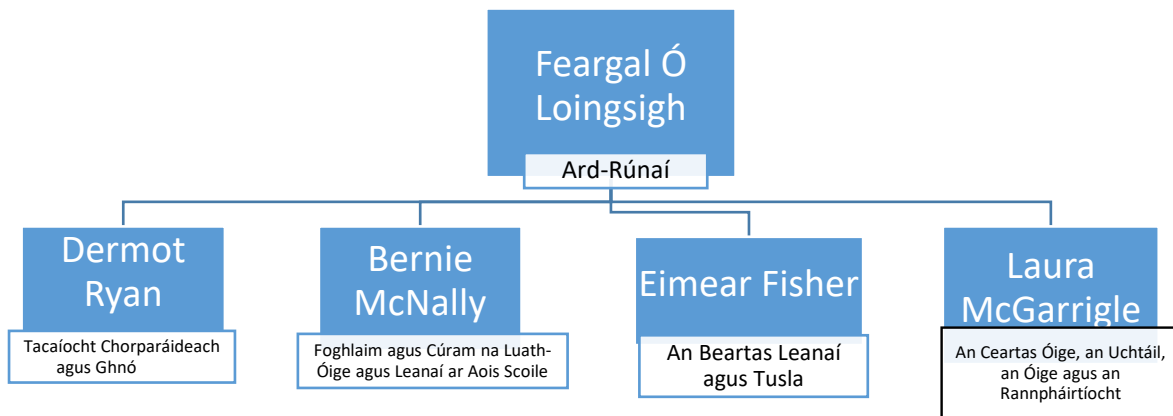 Feargal Ó
Loingsigh
Ard-Rúnaí
Dermot
Ryan
Tacaíocht Chorparáideach
agus Ghnó
Bernie
McNally
Foghlaim agus Cúram na Luath-
Óige agus Leanaí ar Aois Scoile
Eimear Fisher
An Beartas Leanaí
agus Tusla
Laura
McGarrigle
An Ceartas Óige, an Uchtáil,
an Óige agus an
Rannpháirtíocht